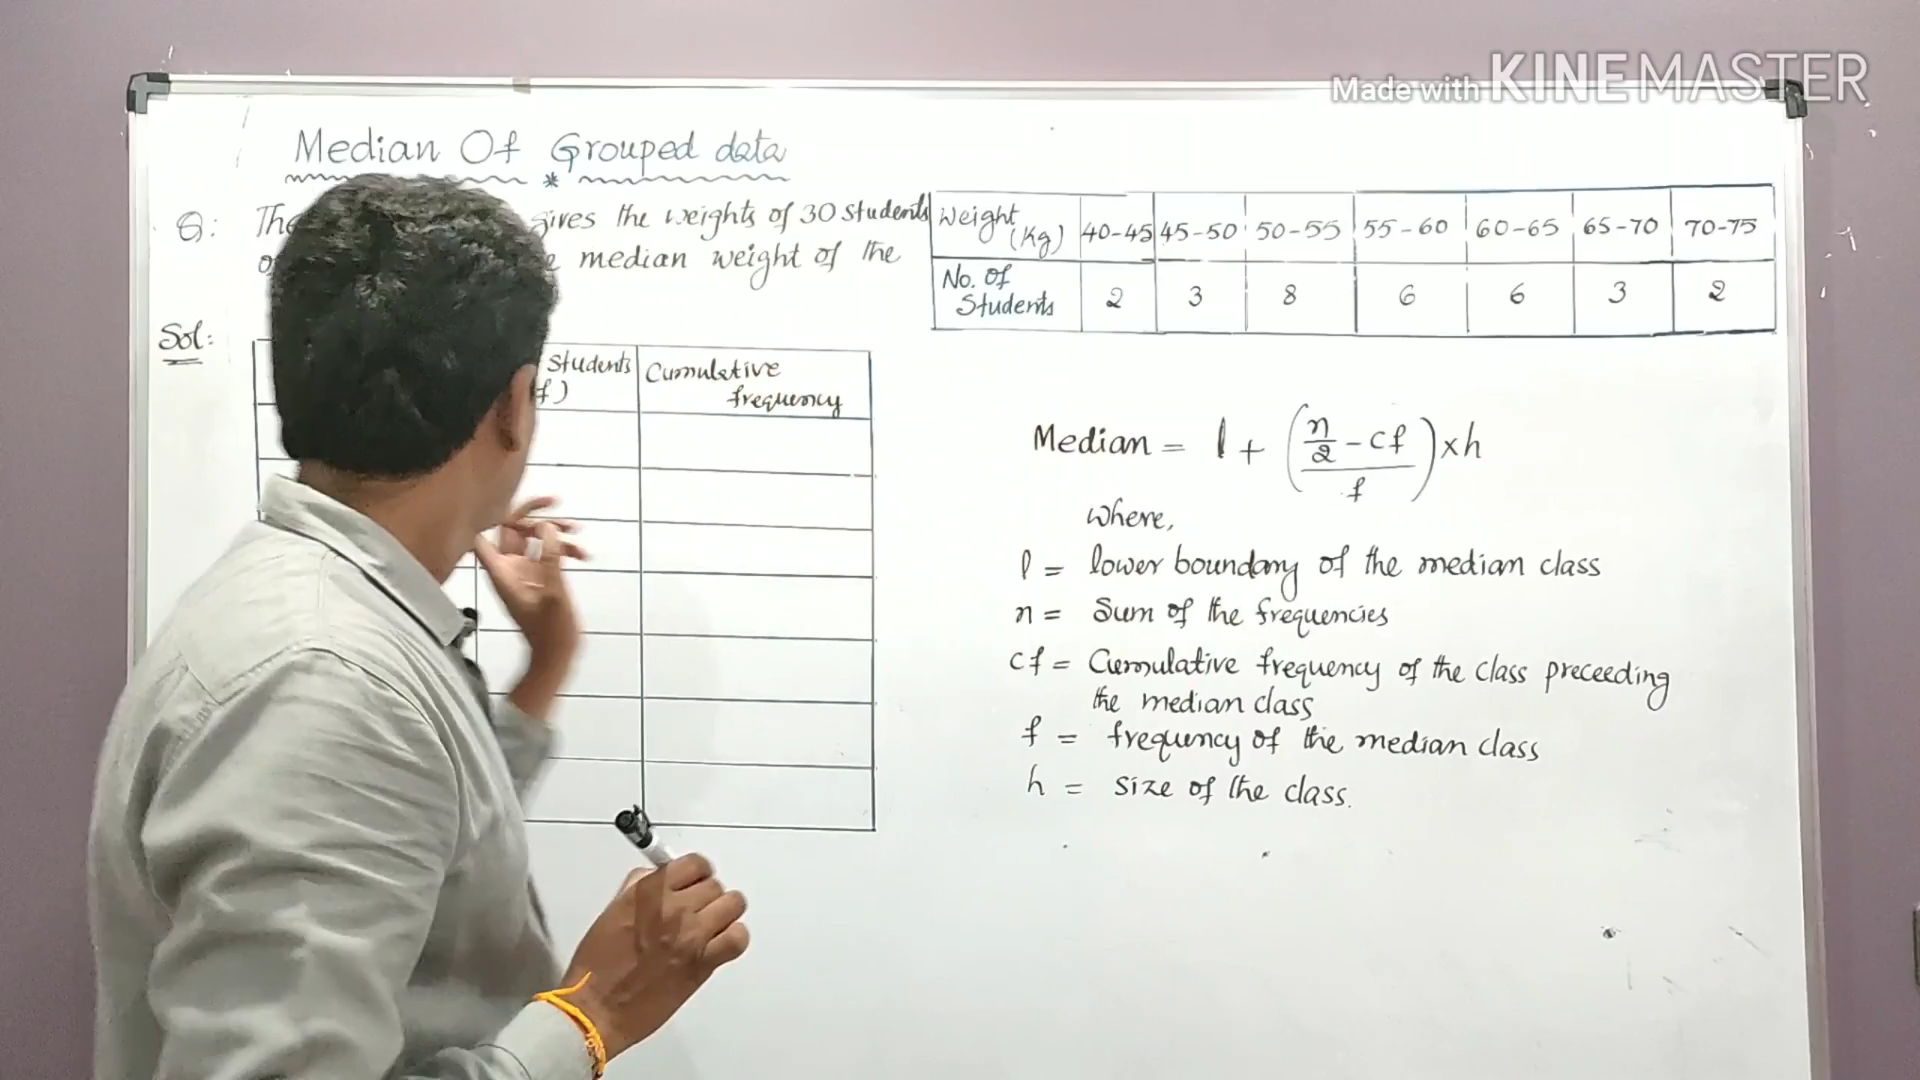 Made with KINEMASTER
Median Of Grouped data
Q: The gives the weights of 30 students
median weight of the
Weight (Kg) 40-45 45-50 50-55 55-60 60-65 65-70 70-75
No. of Students 2 3 8 6 6 3 2
Sol:
Students Cumulative
f) frequency
Median = l + (n/2 - cf / f) x h
where,
l = lower boundary of the median class
n = Sum of the frequencies
cf = Cumulative frequency of the class preceeding
the median class
f = frequency of the median class
h = size of the class.